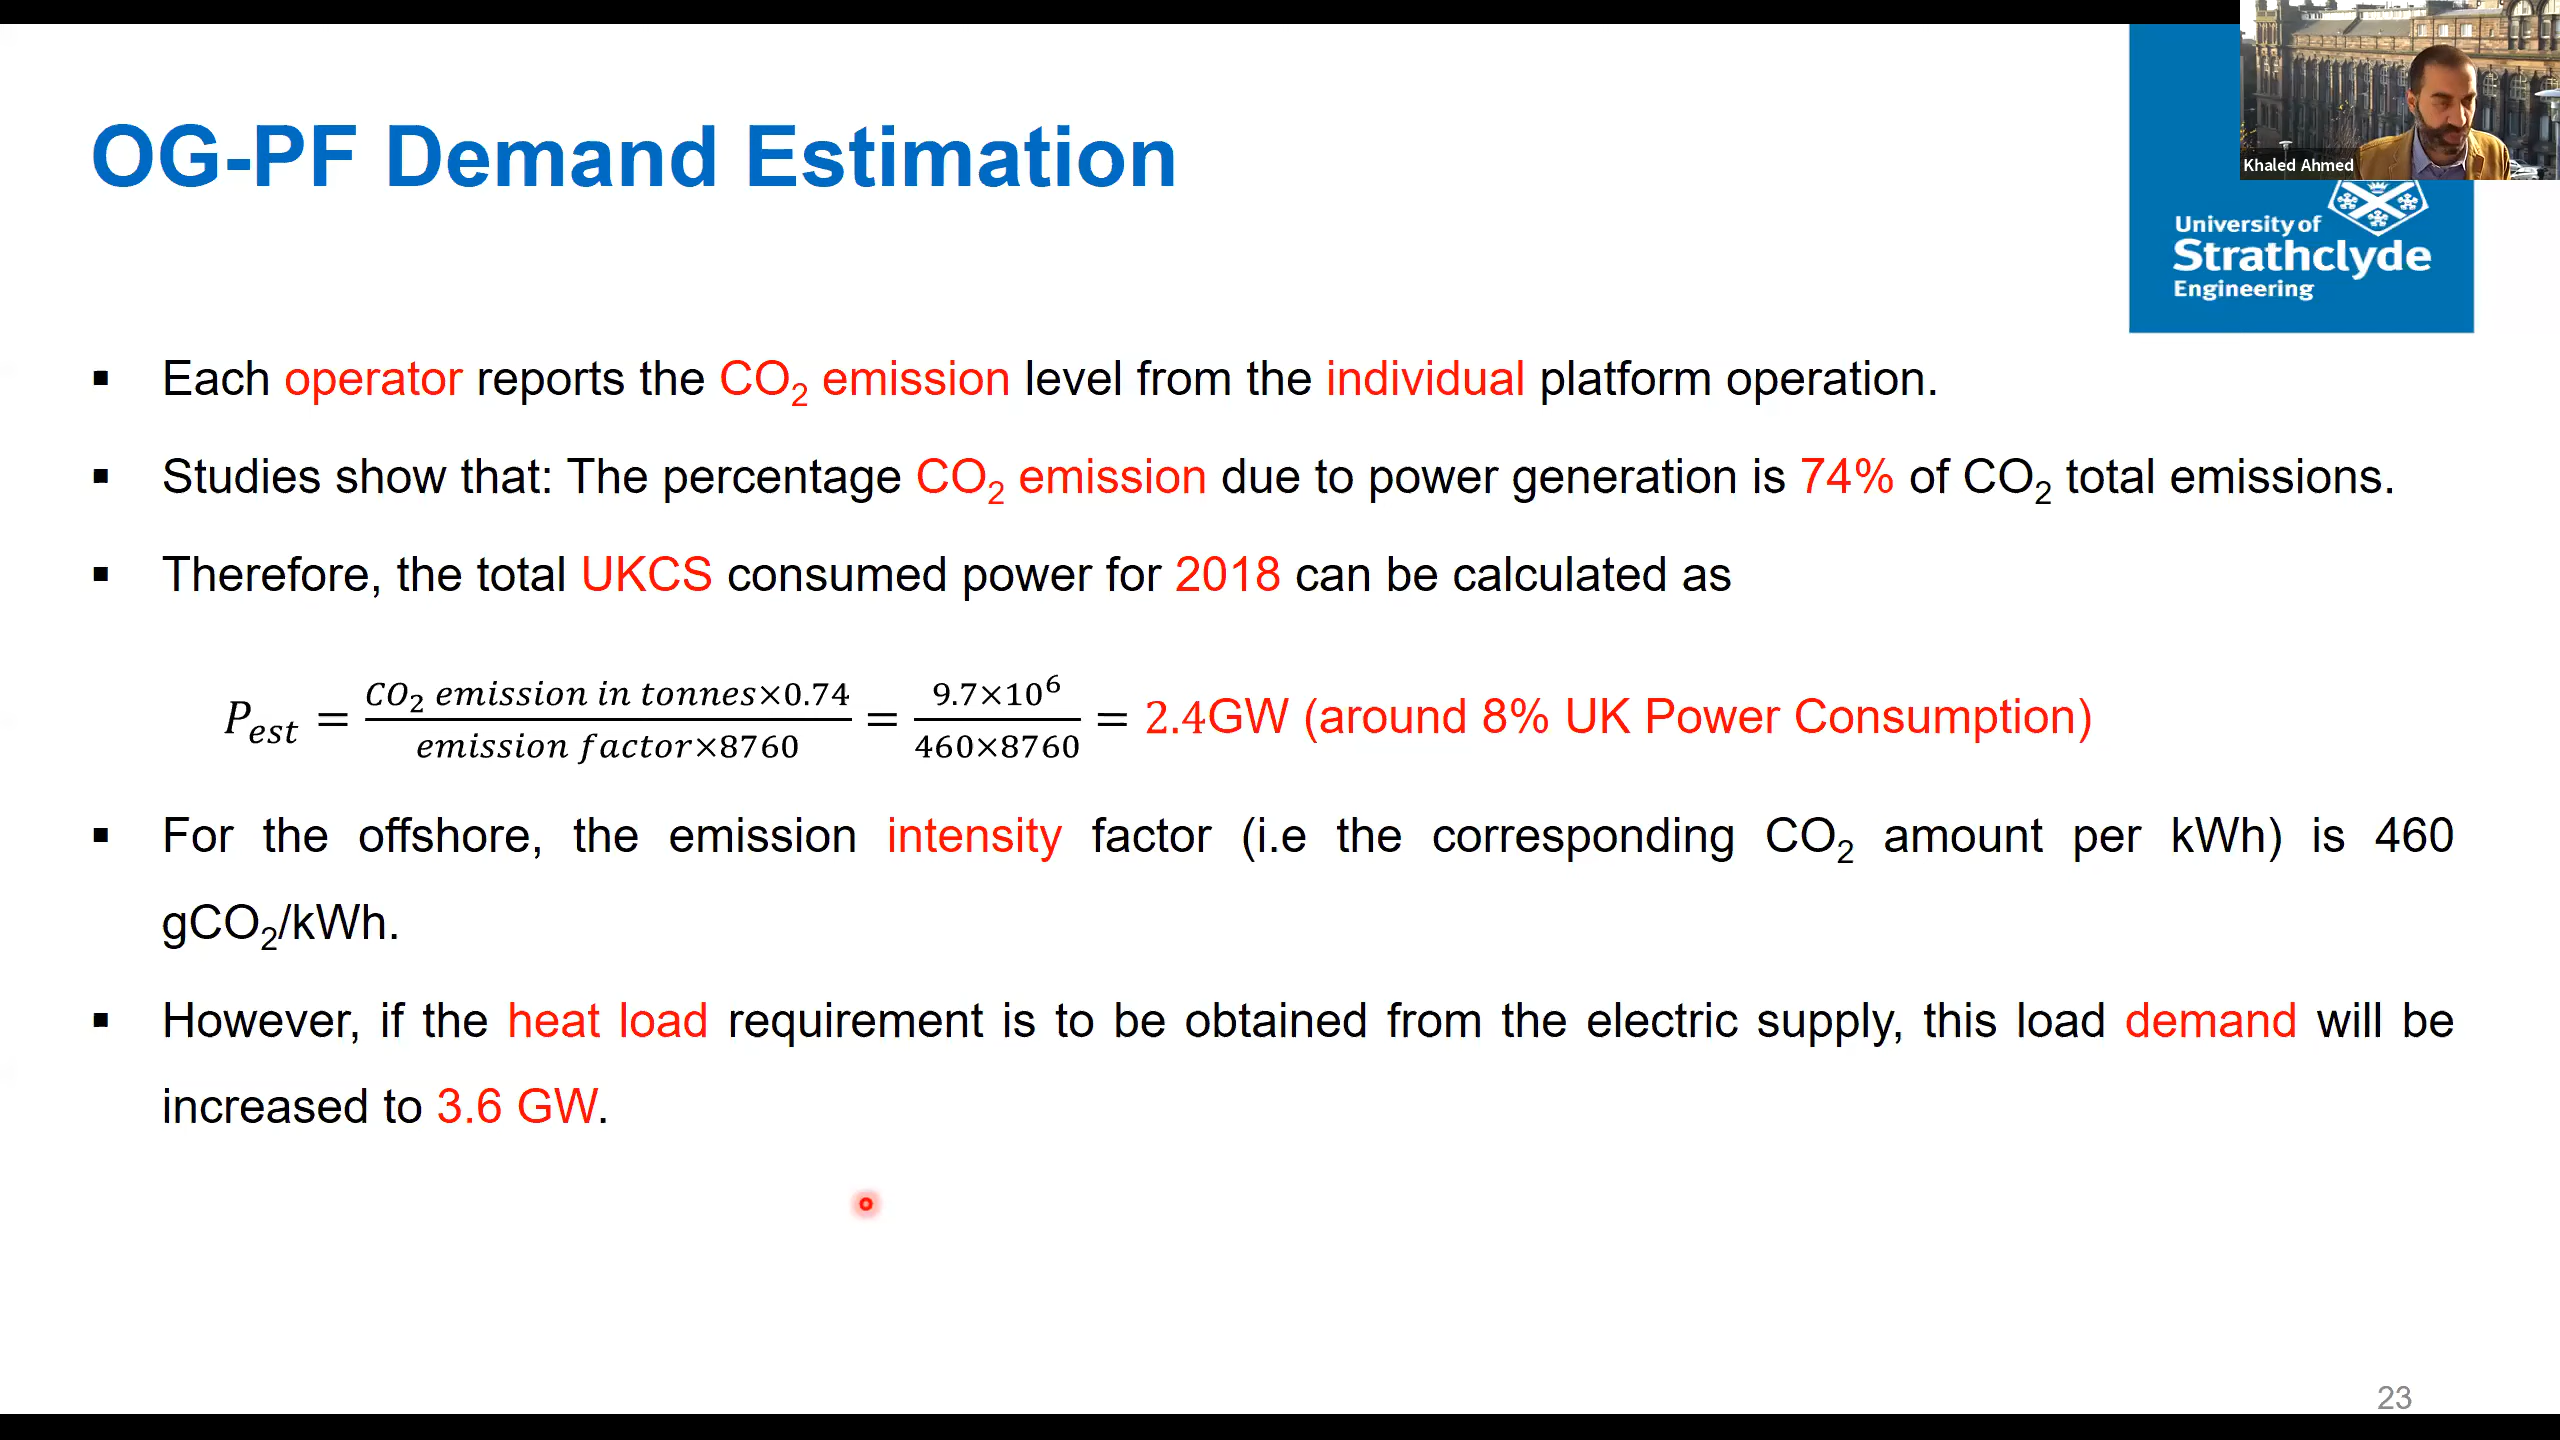 Khaled Ahmed
University of
Strathclyde
Engineering
OG-PF Demand Estimation
▪ Each operator reports the CO₂ emission level from the individual platform operation.
▪ Studies show that: The percentage CO₂ emission due to power generation is 74% of CO₂ total emissions.
▪ Therefore, the total UKCS consumed power for 2018 can be calculated as
P_est = (CO₂ emission in tonnes×0.74)/(emission factor×8760) = (9.7×10⁶)/(460×8760) = 2.4GW (around 8% UK Power Consumption)
▪ For the offshore, the emission intensity factor (i.e the corresponding CO₂ amount per kWh) is 460
gCO₂/kWh.
▪ However, if the heat load requirement is to be obtained from the electric supply, this load demand will be
increased to 3.6 GW.
23